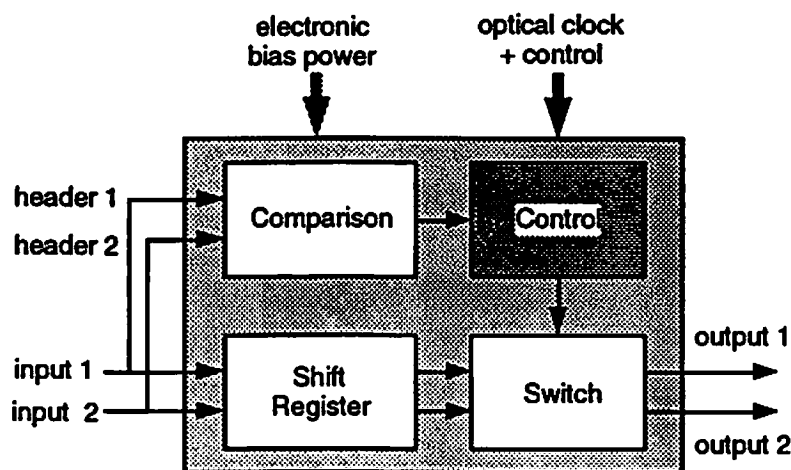 electronic
bias power
optical clock
+ control
header 1
header 2
Comparison
Control
input 1
input 2
Shift
Register
Switch
output 1
output 2